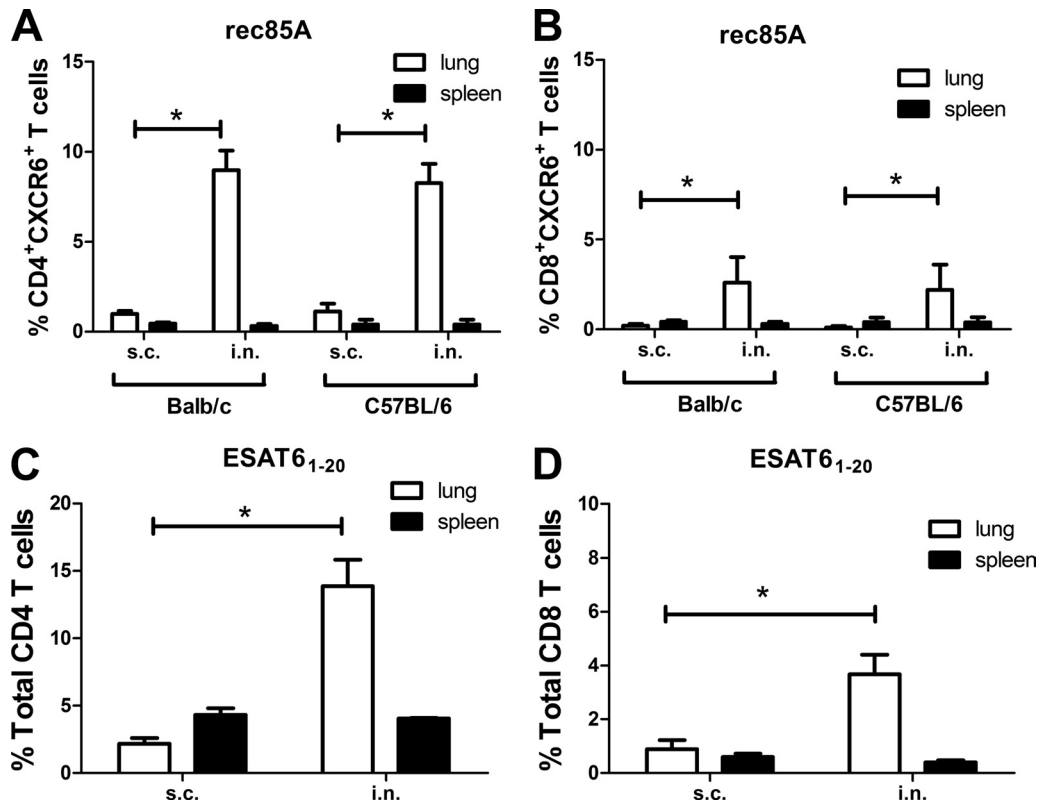 A
rec85A
lung
spleen
% CD4⁺CXCR6⁺ T cells
15
10
5
0
s.c. i.n. s.c. i.n.
Balb/c C57BL/6
* *
B
rec85A
lung
spleen
% CD8⁺CXCR6⁺ T cells
15
10
5
0
s.c. i.n. s.c. i.n.
Balb/c C57BL/6
* *
C
ESAT6₁₋₂₀
lung
spleen
% Total CD4 T cells
20
15
10
5
0
s.c. i.n.
*
D
ESAT6₁₋₂₀
lung
spleen
% Total CD8 T cells
10
8
6
4
2
0
s.c. i.n.
*